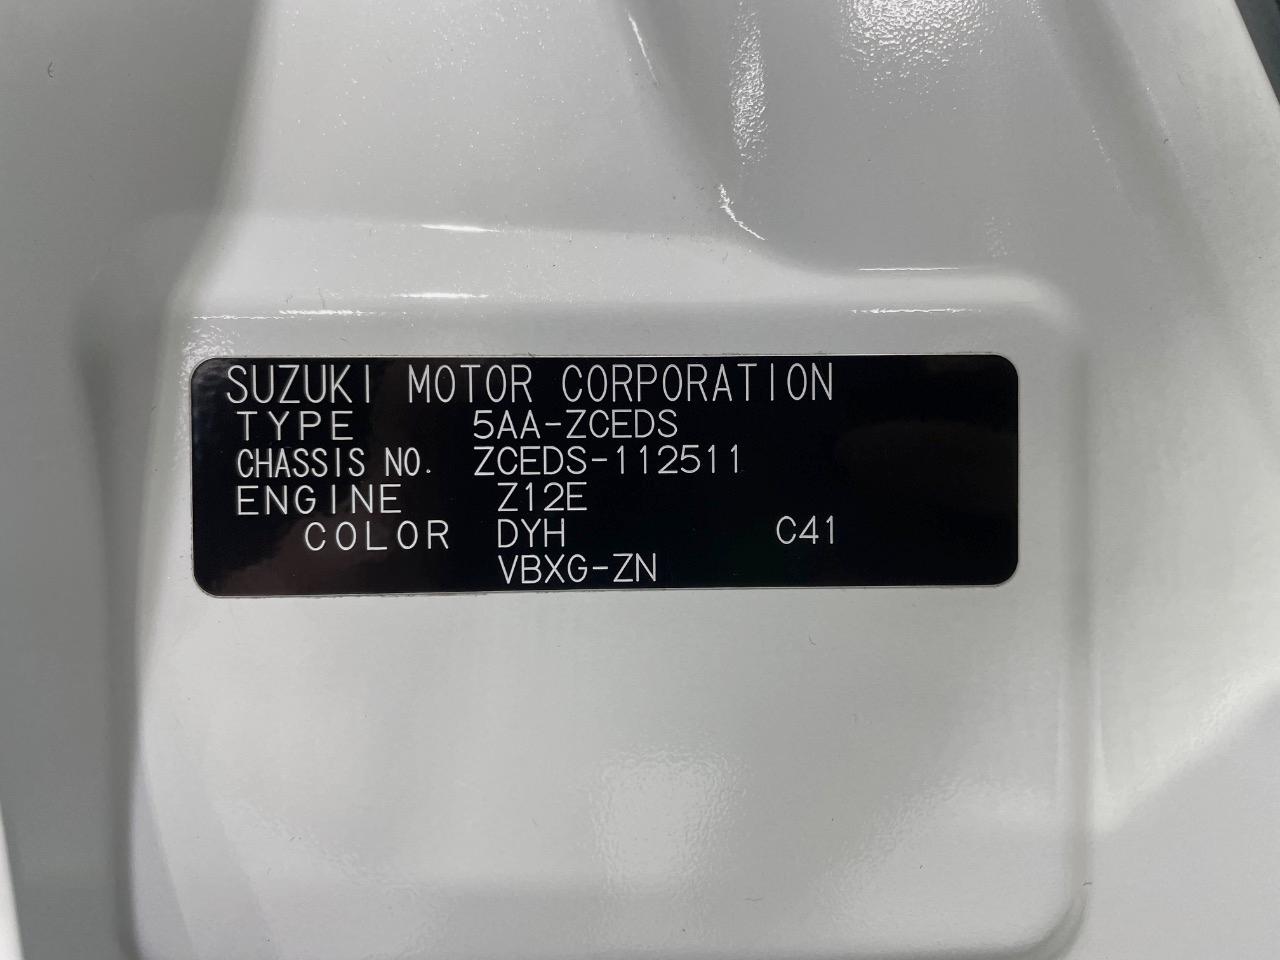 SUZUKI MOTOR CORPORATION
TYPE 5AA-ZCEDS
CHASSIS NO. ZCEDS-112511
ENGINE Z12E
COLOR DYH C41
VBXG-ZN